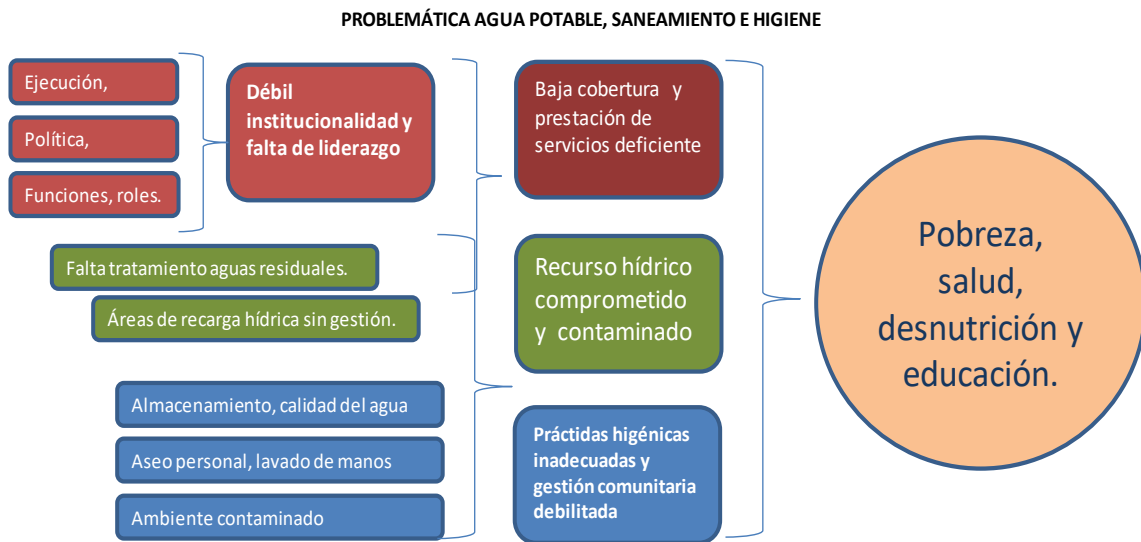 PROBLEMÁTICA AGUA POTABLE, SANEAMIENTO E HIGIENE
Ejecución,
Política,
Funciones, roles.
Débil
institucionalidad y
falta de liderazgo
Baja cobertura y
prestación de
servicios deficiente
Falta tratamiento aguas residuales.
Áreas de recarga hídrica sin gestión.
Recurso hídrico
comprometido
y contaminado
Almacenamiento, calidad del agua
Aseo personal, lavado de manos
Ambiente contaminado
Práctidas higénicas
inadecuadas y
gestión comunitaria
debilitada
Pobreza,
salud,
desnutrición y
educación.